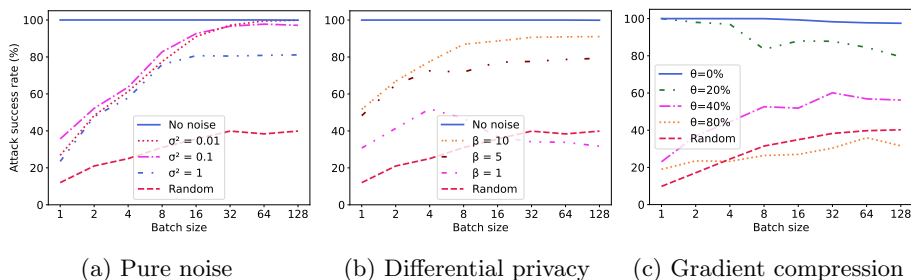 Attack success rate (%)
100
80
60
40
20
0
No noise
σ² = 0.01
σ² = 0.1
σ² = 1
Random
1 2 4 8 16 32 64 128
Batch size
(a) Pure noise
100
80
60
40
20
0
No noise
β = 10
β = 5
β = 1
Random
1 2 4 8 16 32 64 128
Batch size
(b) Differential privacy
100
80
60
40
20
0
θ=0%
θ=20%
θ=40%
θ=80%
Random
1 2 4 8 16 32 64 128
Batch size
(c) Gradient compression